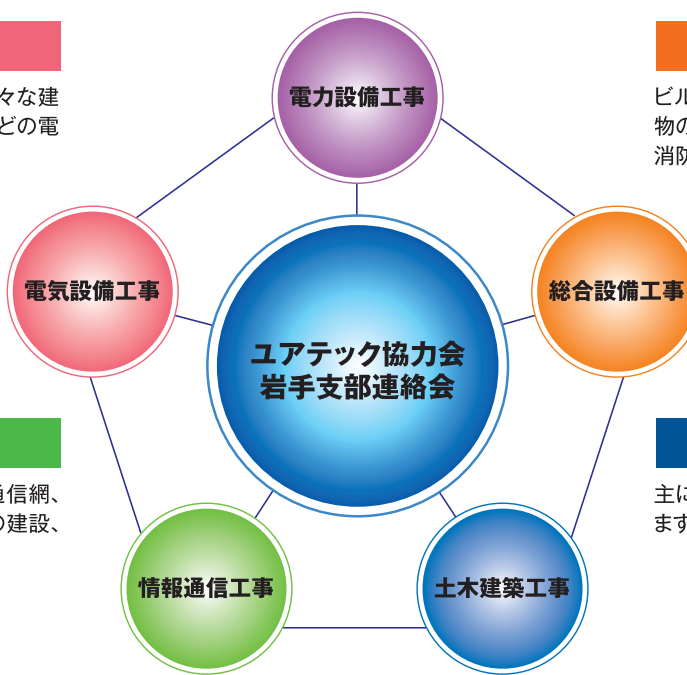 電力設備工事
々な建
どの電
ビル
物の
消防
電気設備工事
総合設備工事
ユアテック協力会
岩手支部連絡会
通信網、
の建設、
主に
ます
情報通信工事
土木建築工事